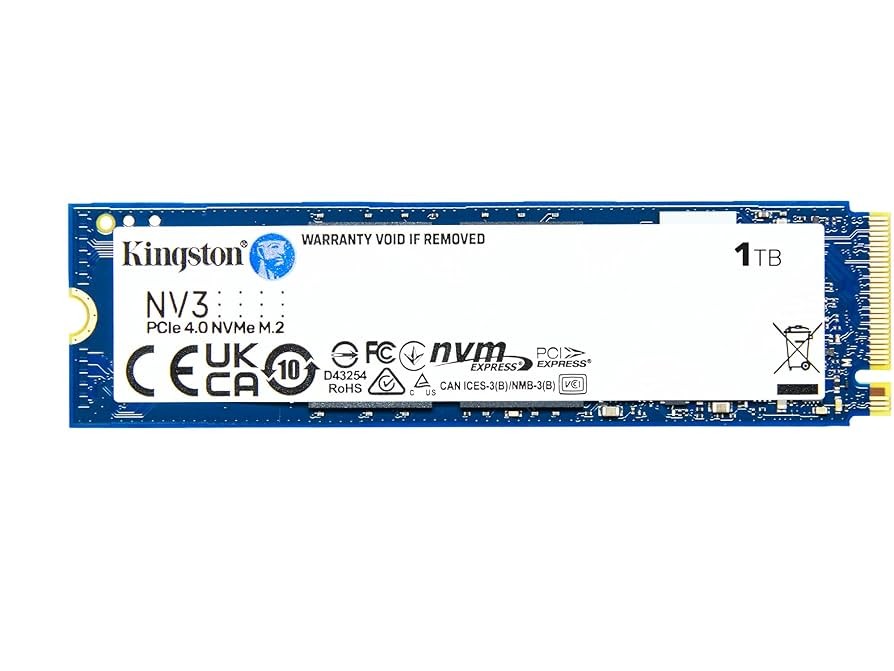 Kingston®
WARRANTY VOID IF REMOVED
1TB
NV3
PCIe 4.0 NVMe M.2
CE
UK
CA
10
D43254
RoHS
FC
nvm
EXPRESS®
PCI
EXPRESS®
C US
CAN ICES-3(B)/NMB-3(B)
VCI
M